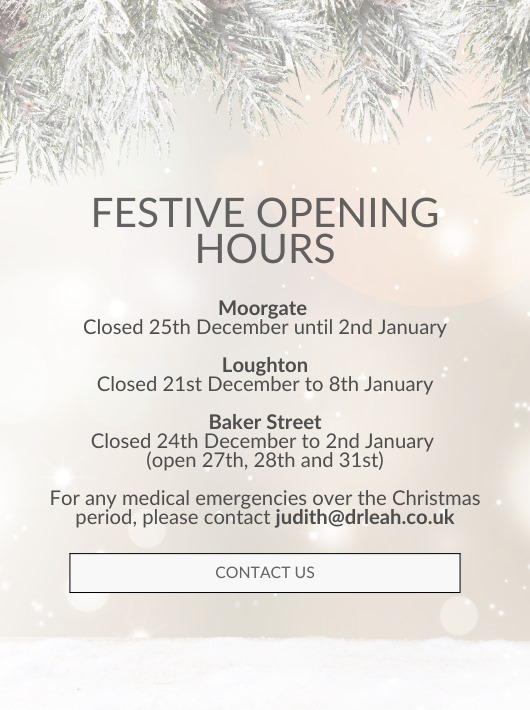 FESTIVE OPENING
HOURS
Moorgate
Closed 25th December until 2nd January
Loughton
Closed 21st December to 8th January
Baker Street
Closed 24th December to 2nd January
(open 27th, 28th and 31st)
For any medical emergencies over the Christmas
period, please contact judith@drleah.co.uk
CONTACT US